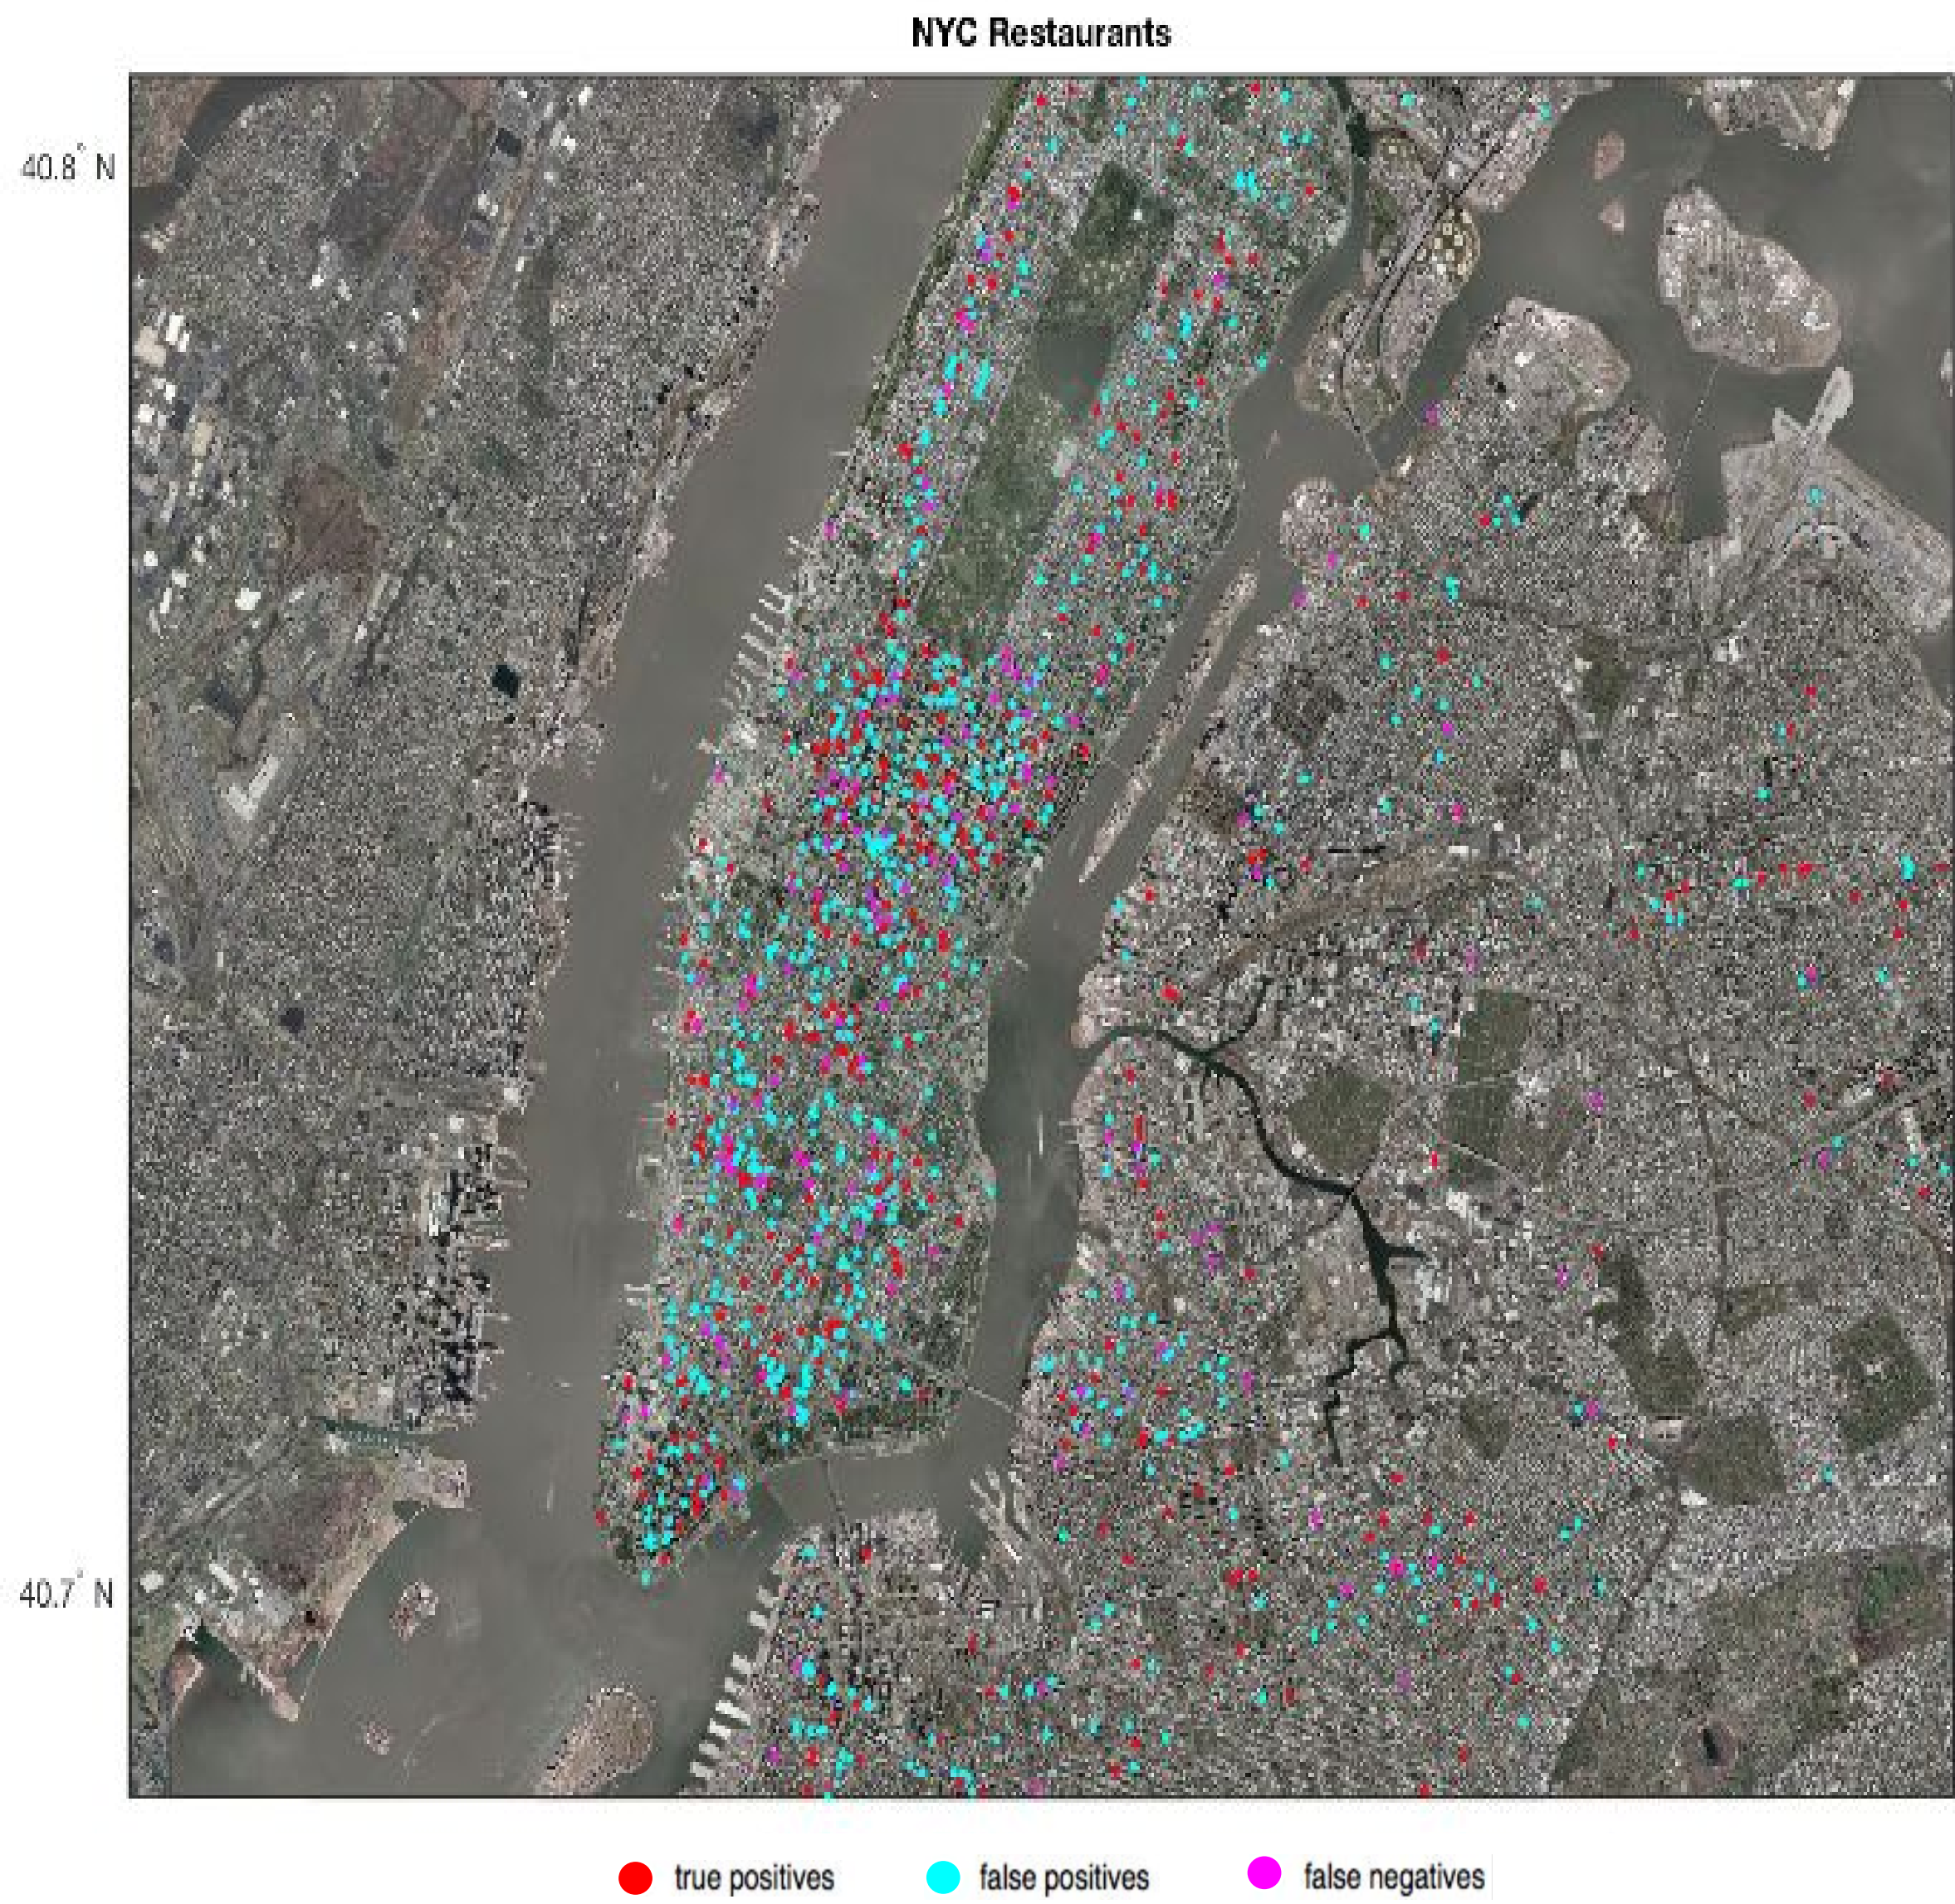 NYC Restaurants
40.8° N
40.7° N
true positives
false positives
false negatives